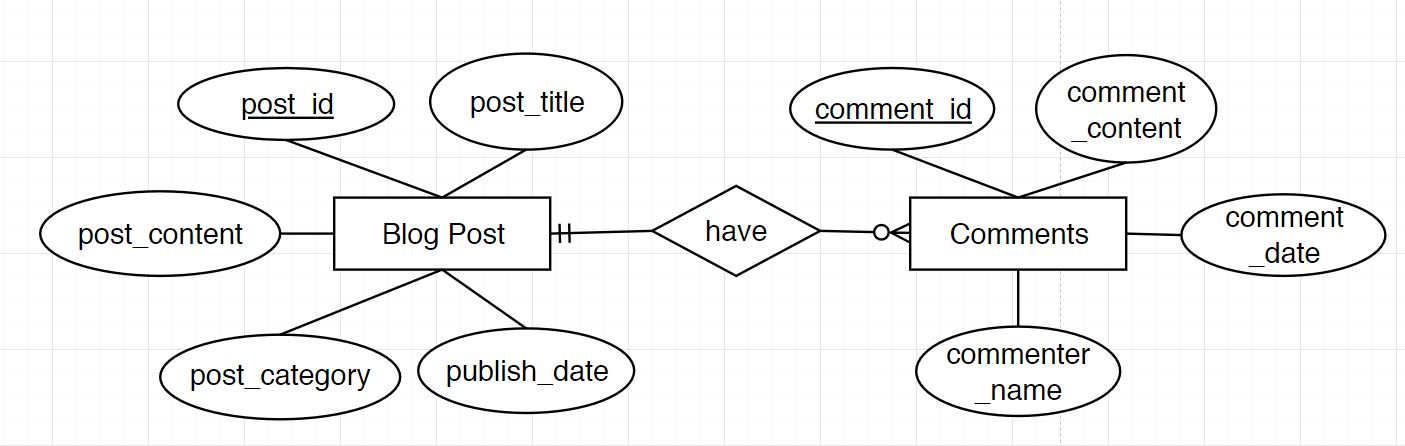 post_id
post_title
comment_id
comment
_content
post_content
Blog Post
have
Comments
comment
_date
post_category
publish_date
commenter
_name